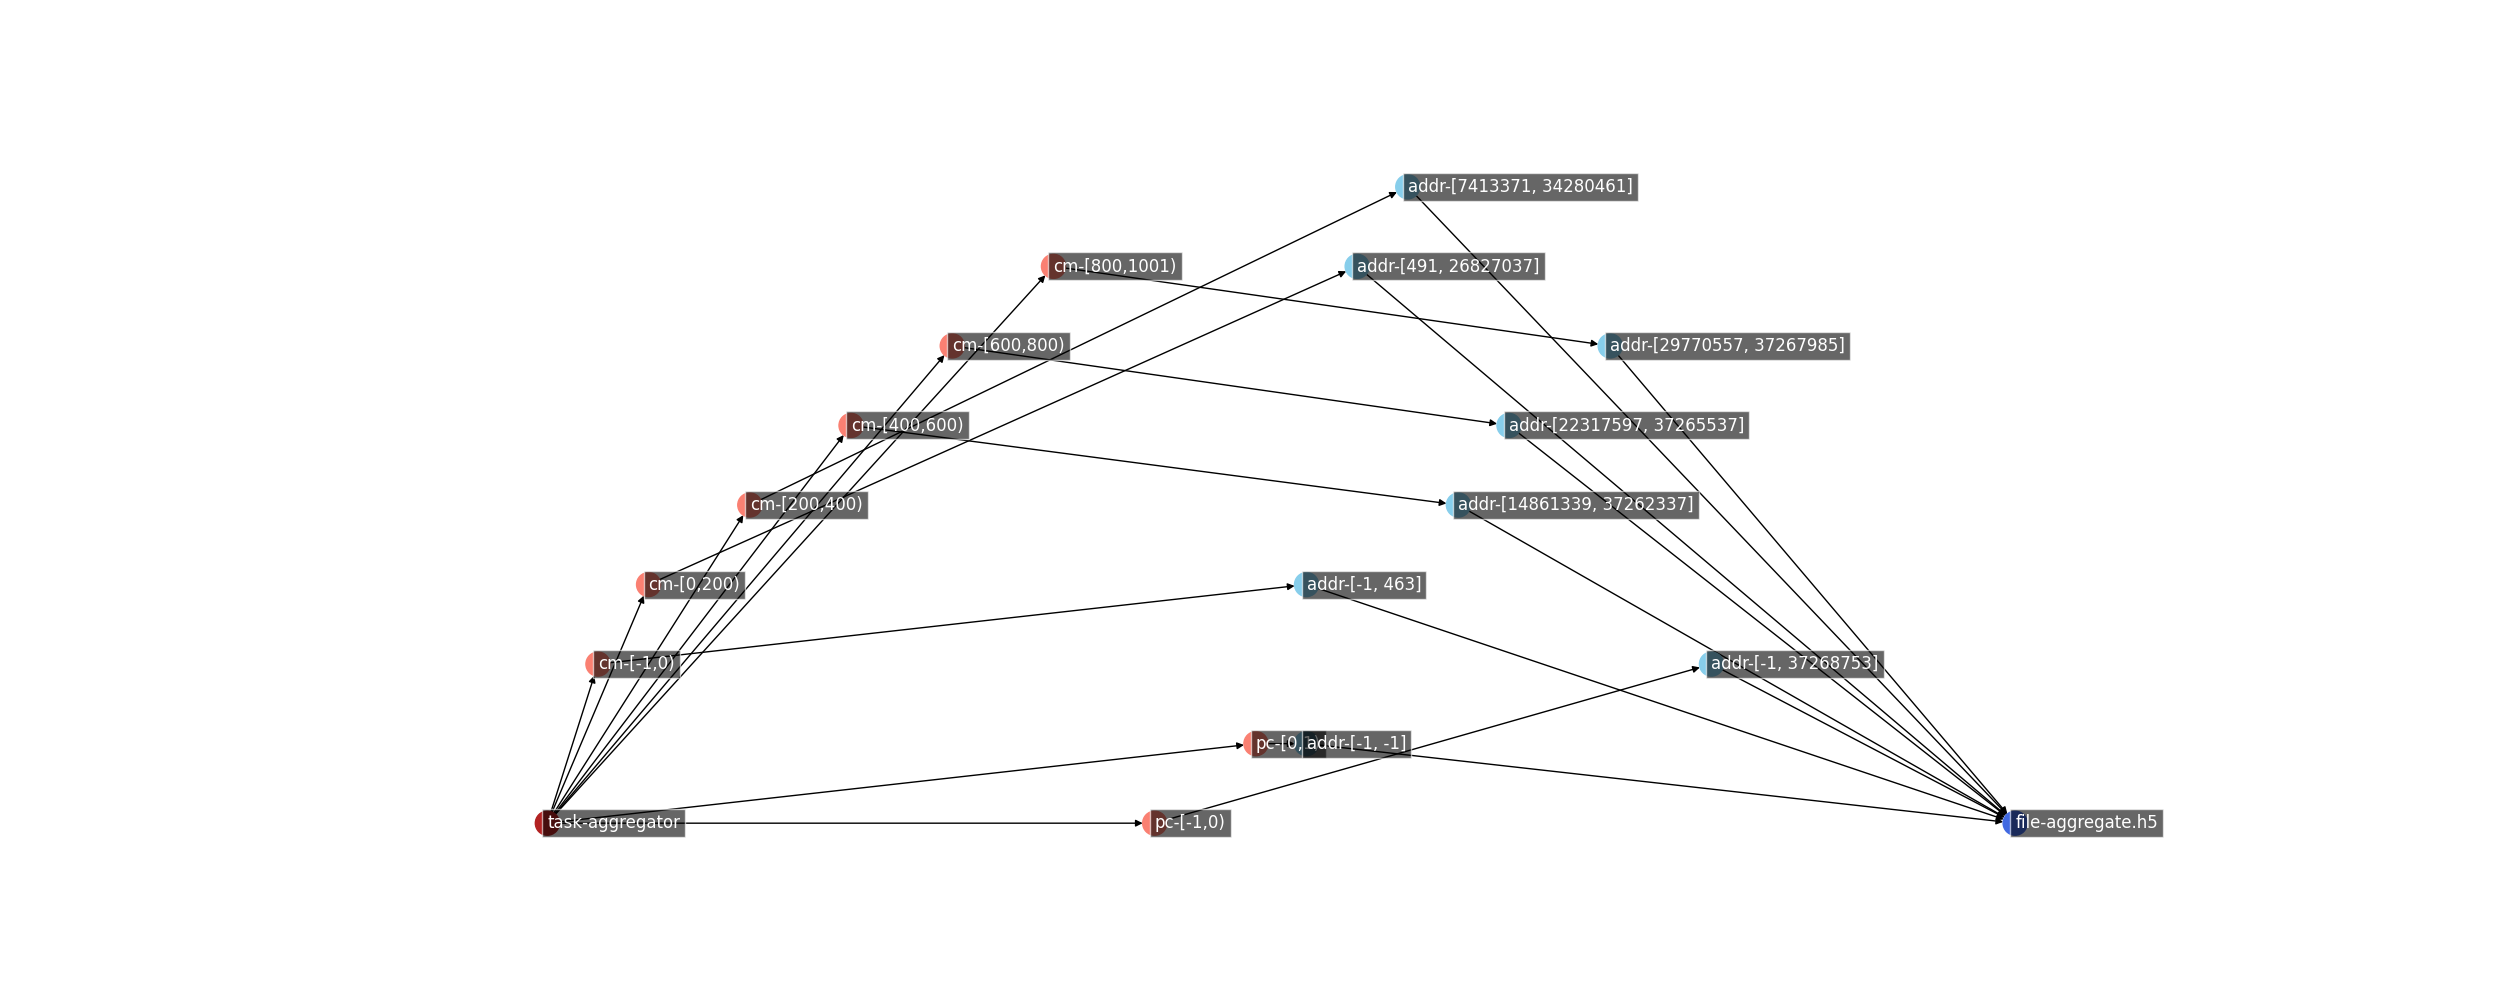 addr-[7413371, 34280461]
cm-[800,1001)
addr-[491, 26827037]
cm-[600,800)
addr-[29770557, 37267985]
cm-[400,600)
addr-[22317597, 37265537]
cm-[200,400)
addr-[14861339, 37262337]
cm-[0,200)
addr-[-1, 463]
cm-[-1,0)
addr-[-1, 37268753]
pc-[0,1)
addr-[-1, -1]
task-aggregator
pc-[-1,0)
file-aggregate.h5